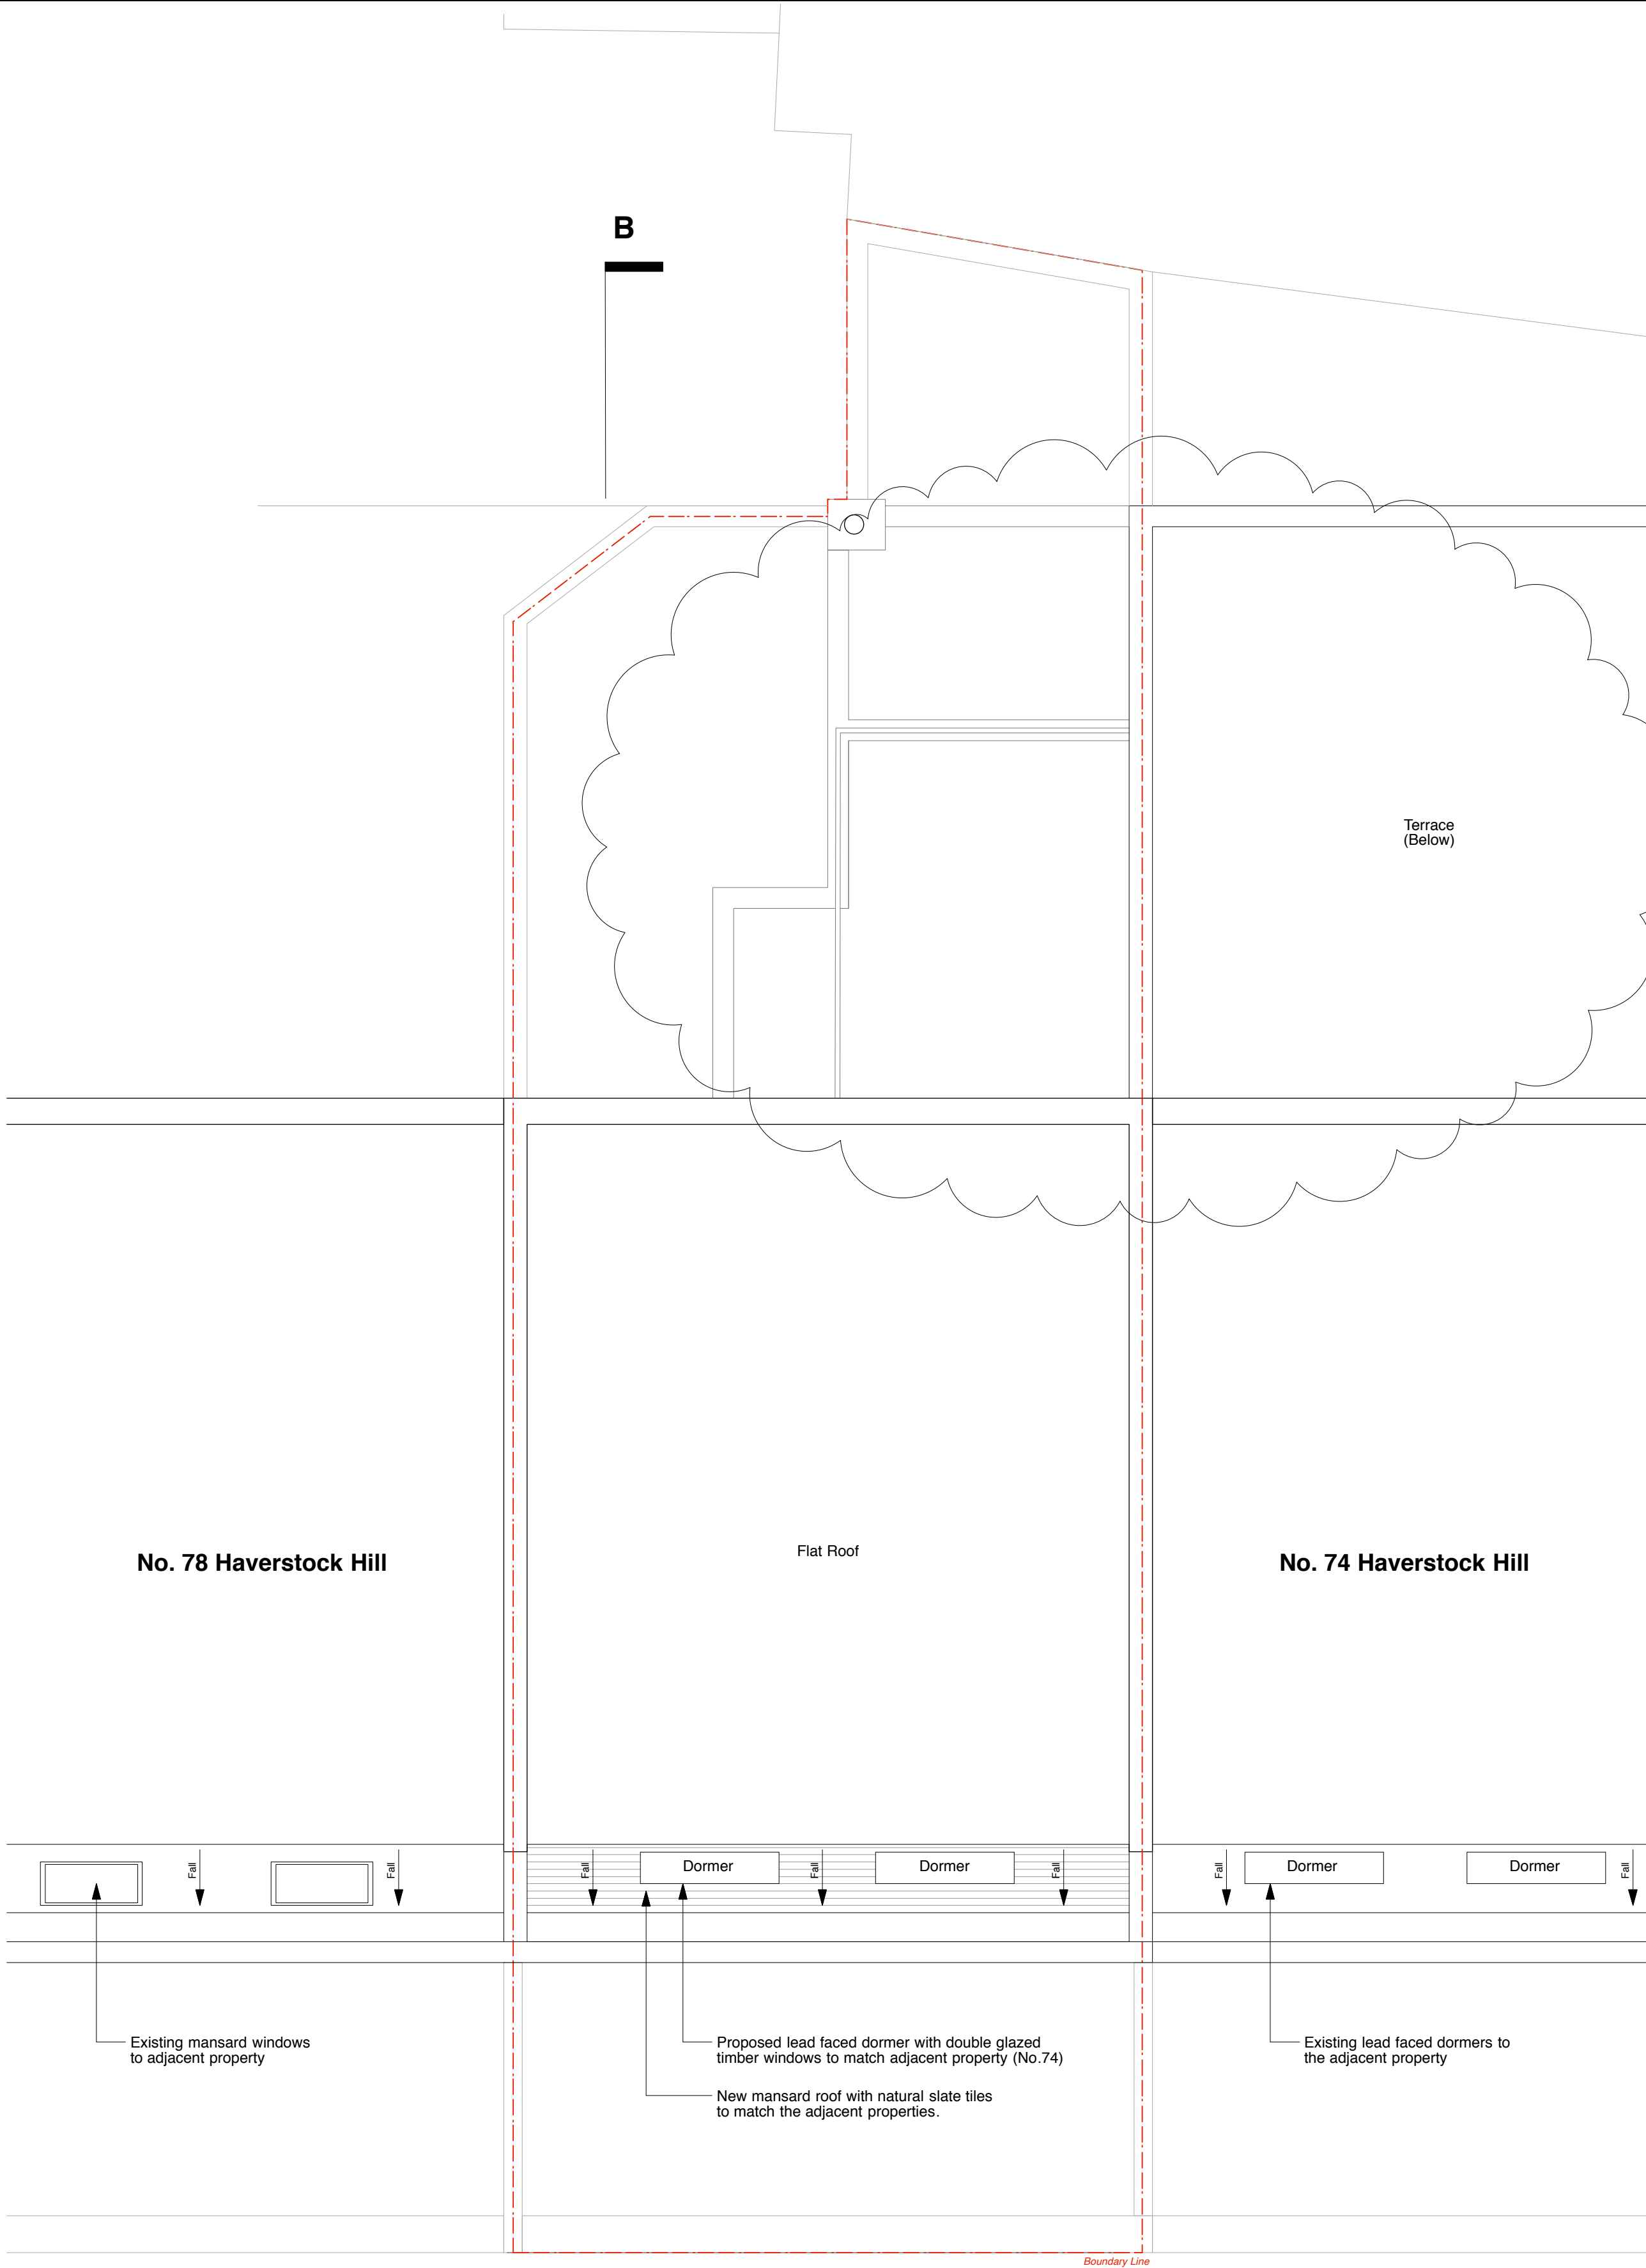 B
Terrace
(Below)
Flat Roof
No. 78 Haverstock Hill
No. 74 Haverstock Hill
Fall
Fall
Fall
Dormer
Fall
Dormer
Fall
Fall
Dormer
Dormer
Fall
Existing mansard windows
to adjacent property
Proposed lead faced dormer with double glazed
timber windows to match adjacent property (No.74)
Existing lead faced dormers to
the adjacent property
New mansard roof with natural slate tiles
to match the adjacent properties.
Boundary Line